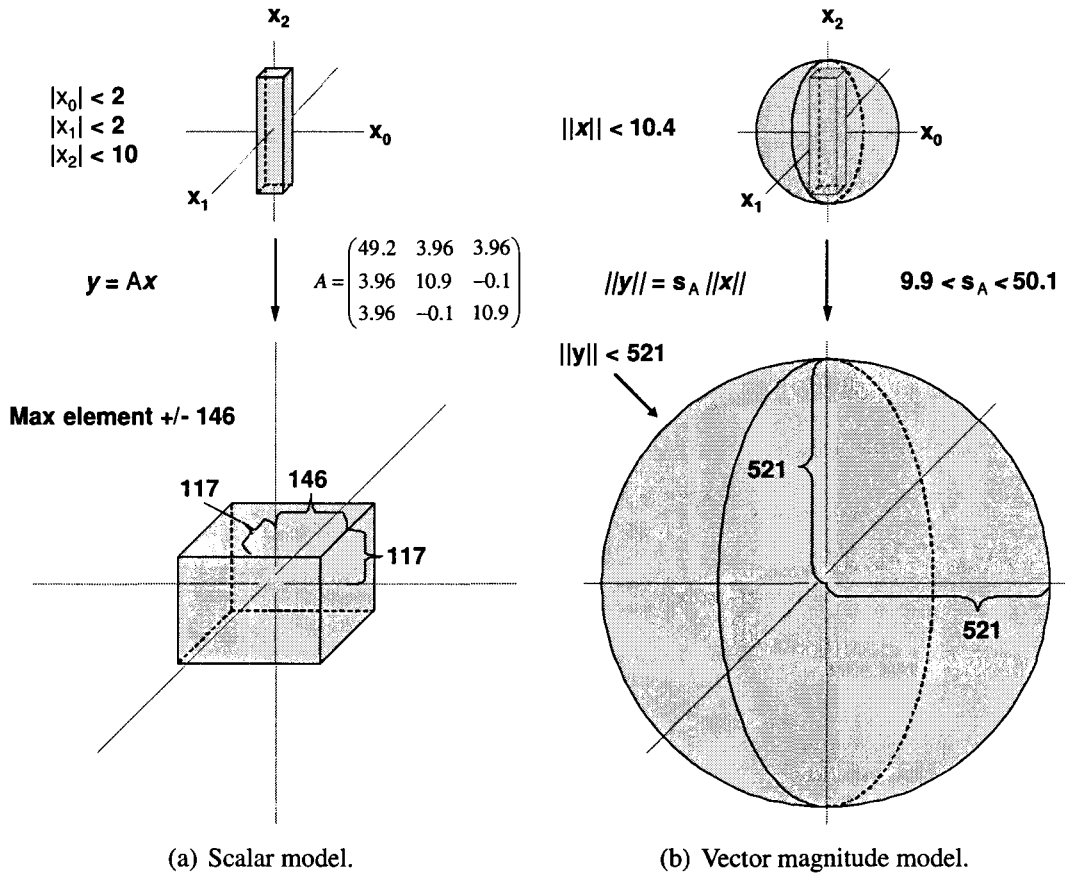 x2
|x0| < 2
|x1| < 2
|x2| < 10
x0
x1
y = Ax
A = (49.2 3.96 3.96
3.96 10.9 −0.1
3.96 −0.1 10.9)
Max element +/- 146
117
146
117
(a) Scalar model.
x2
||x|| < 10.4
x0
x1
||y|| = sA ||x||
9.9 < sA < 50.1
||y|| < 521
521
521
(b) Vector magnitude model.